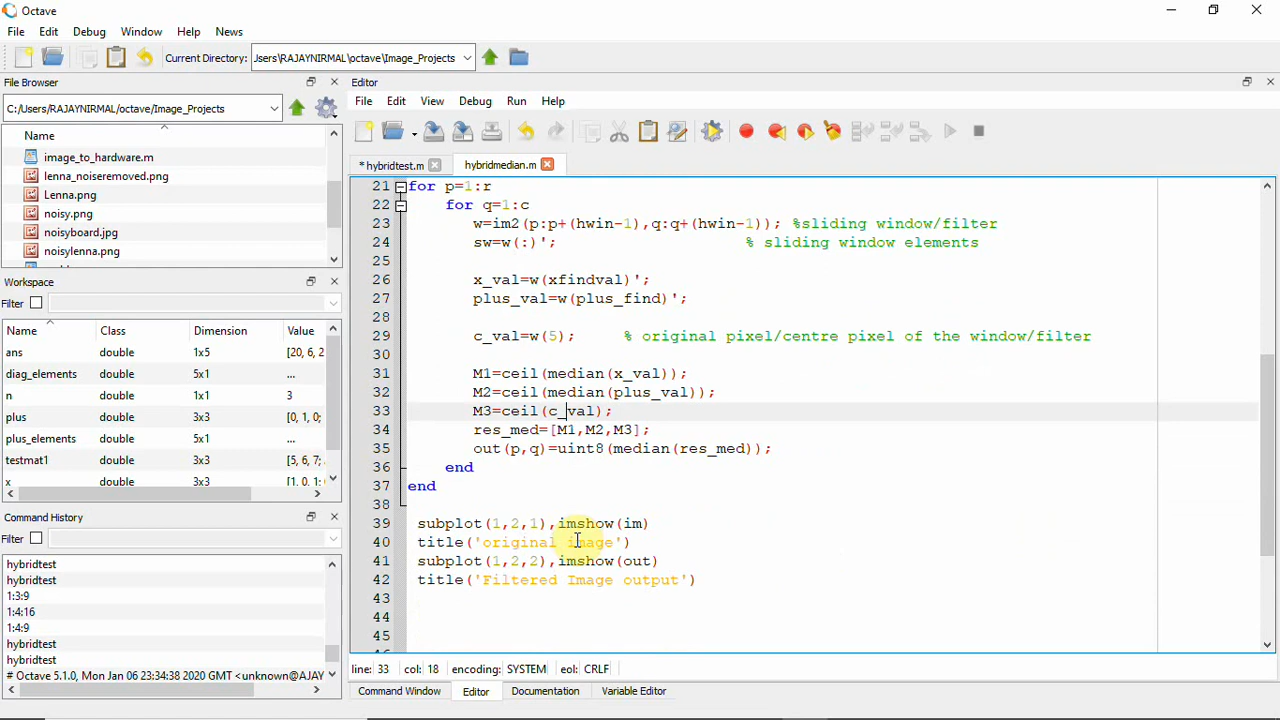 Octave
File Edit Debug Window Help News
Current Directory: Jsers\RAJAYNIRMAL\octave\Image_Projects
File Browser
C:/Users/RAJAYNIRMAL/octave/Image_Projects
Name
image_to_hardware.m
lenna_noiseremoved.png
Lenna.png
noisy.png
noisyboard.jpg
noisylenna.png
Workspace
Filter
Name Class Dimension Value
ans double 1x5 [20, 6, 2
diag_elements double 5x1 ...
n double 1x1 3
plus double 3x3 [0, 1, 0;
plus_elements double 5x1 ...
testmat1 double 3x3 [5, 6, 7;
x double 3x3 [1, 0, 1;
Command History
Filter
hybridtest
hybridtest
1:3:9
1:4:16
1:4:9
hybridtest
hybridtest
# Octave 5.1.0, Mon Jan 06 23:34:38 2020 GMT <unknown@AJAY
Editor
File Edit View Debug Run Help
* hybridtest.m hybridmedian.m
21 for p=1:r
22 for q=1:c
23 w=im2(p:p+(hwin-1),q:q+(hwin-1)); %sliding window/filter
24 sw=w(:)'; % sliding window elements
25
26 x_val=w(xfindval)';
27 plus_val=w(plus_find)';
28
29 c_val=w(5); % original pixel/centre pixel of the window/filter
30
31 M1=ceil(median(x_val));
32 M2=ceil(median(plus_val));
33 M3=ceil(c_val);
34 res_med=[M1,M2,M3];
35 out(p,q)=uint8(median(res_med));
36 end
37 end
38
39 subplot(1,2,1),imshow(im)
40 title('original image')
41 subplot(1,2,2),imshow(out)
42 title('Filtered Image output')
43
44
45
line: 33 col: 18 encoding: SYSTEM eol: CRLF
Command Window Editor Documentation Variable Editor